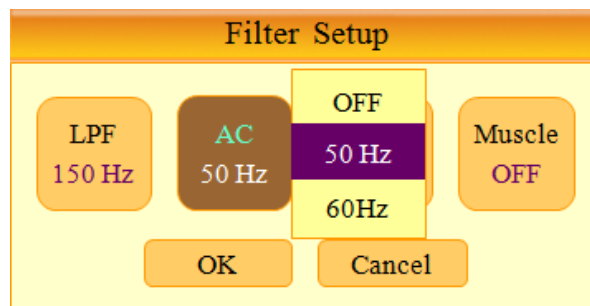 Filter Setup
LPF
150 Hz
AC
50 Hz
OFF
50 Hz
60Hz
Muscle
OFF
OK
Cancel